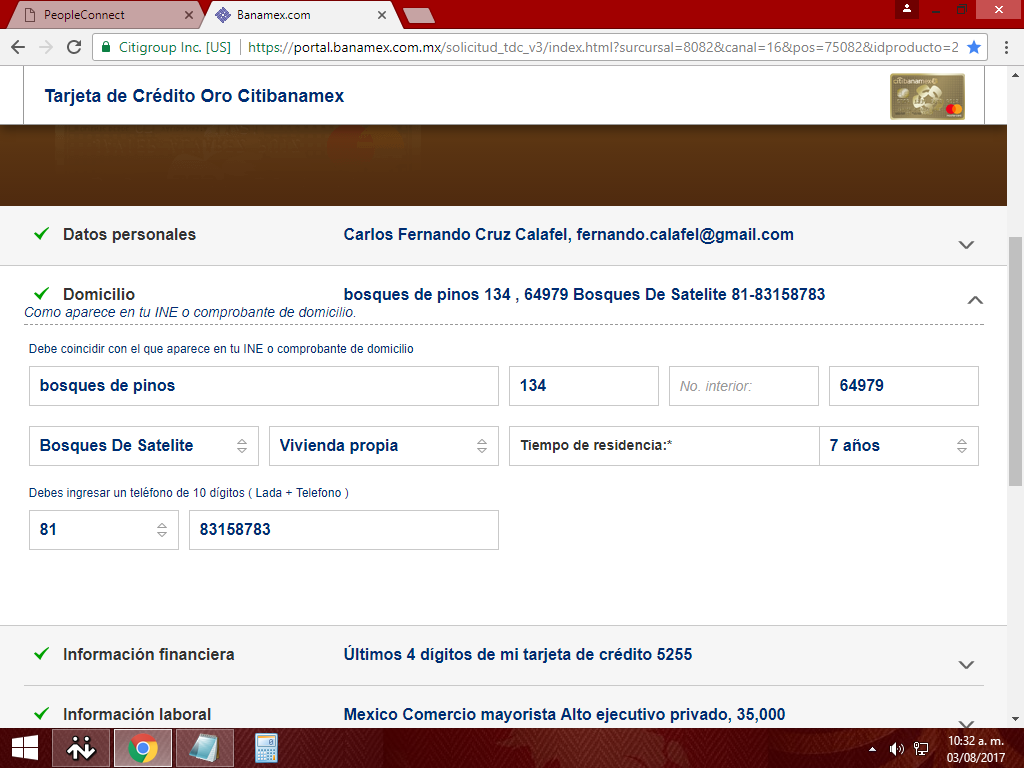 PeopleConnect
Banamex.com
Citigroup Inc. [US] https://portal.banamex.com.mx/solicitud_tdc_v3/index.html?surcursal=8082&canal=16&pos=75082&idproducto=2
Tarjeta de Crédito Oro Citibanamex
citibanamex
Datos personales Carlos Fernando Cruz Calafel, fernando.calafel@gmail.com
Domicilio bosques de pinos 134 , 64979 Bosques De Satelite 81-83158783
Como aparece en tu INE o comprobante de domicilio.
Debe coincidir con el que aparece en tu INE o comprobante de domicilio
bosques de pinos 134 No. interior: 64979
Bosques De Satelite Vivienda propia Tiempo de residencia:* 7 años
Debes ingresar un teléfono de 10 dígitos ( Lada + Telefono )
81 83158783
Información financiera Últimos 4 dígitos de mi tarjeta de crédito 5255
Información laboral Mexico Comercio mayorista Alto ejecutivo privado, 35,000
10:32 a. m.
03/08/2017